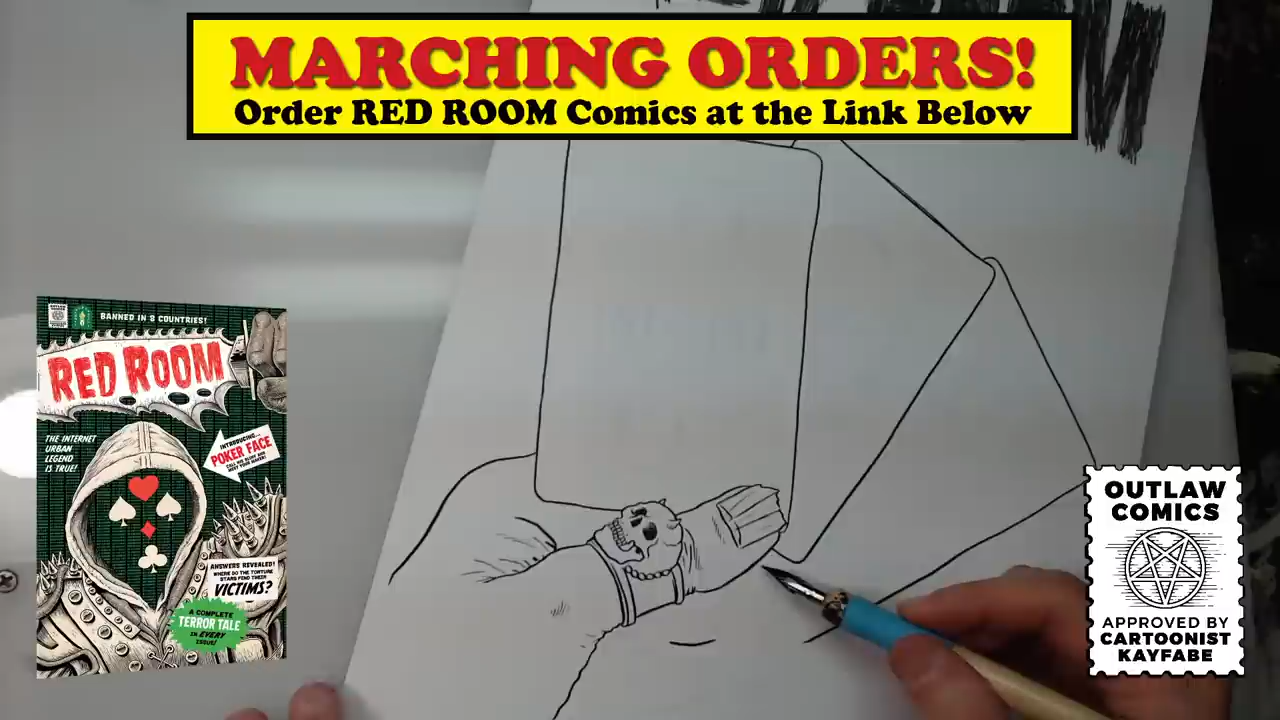 MARCHING ORDERS!
Order RED ROOM Comics at the Link Below
BANNED IN 8 COUNTRIES!
RED ROOM
THE INTERNET
URBAN
LEGEND
IS TRUE!
INTRODUCING...
POKER FACE
ANSWERS REVEALED!
WHERE DO THE TORTURE
STARS FIND THEIR
VICTIMS?
A COMPLETE
TERROR TALE
IN EVERY
ISSUE!
OUTLAW
COMICS
APPROVED BY
CARTOONIST
KAYFABE